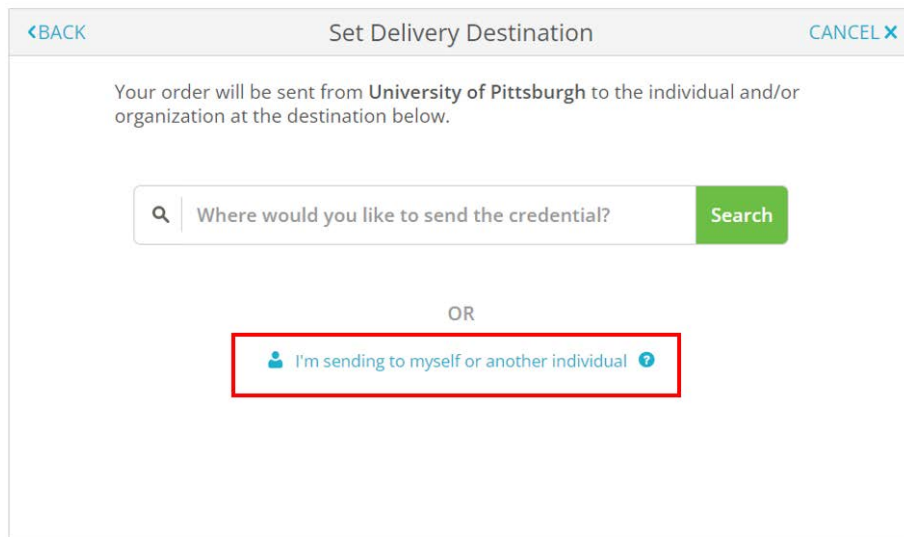 BACK
Set Delivery Destination
CANCEL
Your order will be sent from University of Pittsburgh to the individual and/or
organization at the destination below.
Where would you like to send the credential?
Search
OR
I'm sending to myself or another individual ?